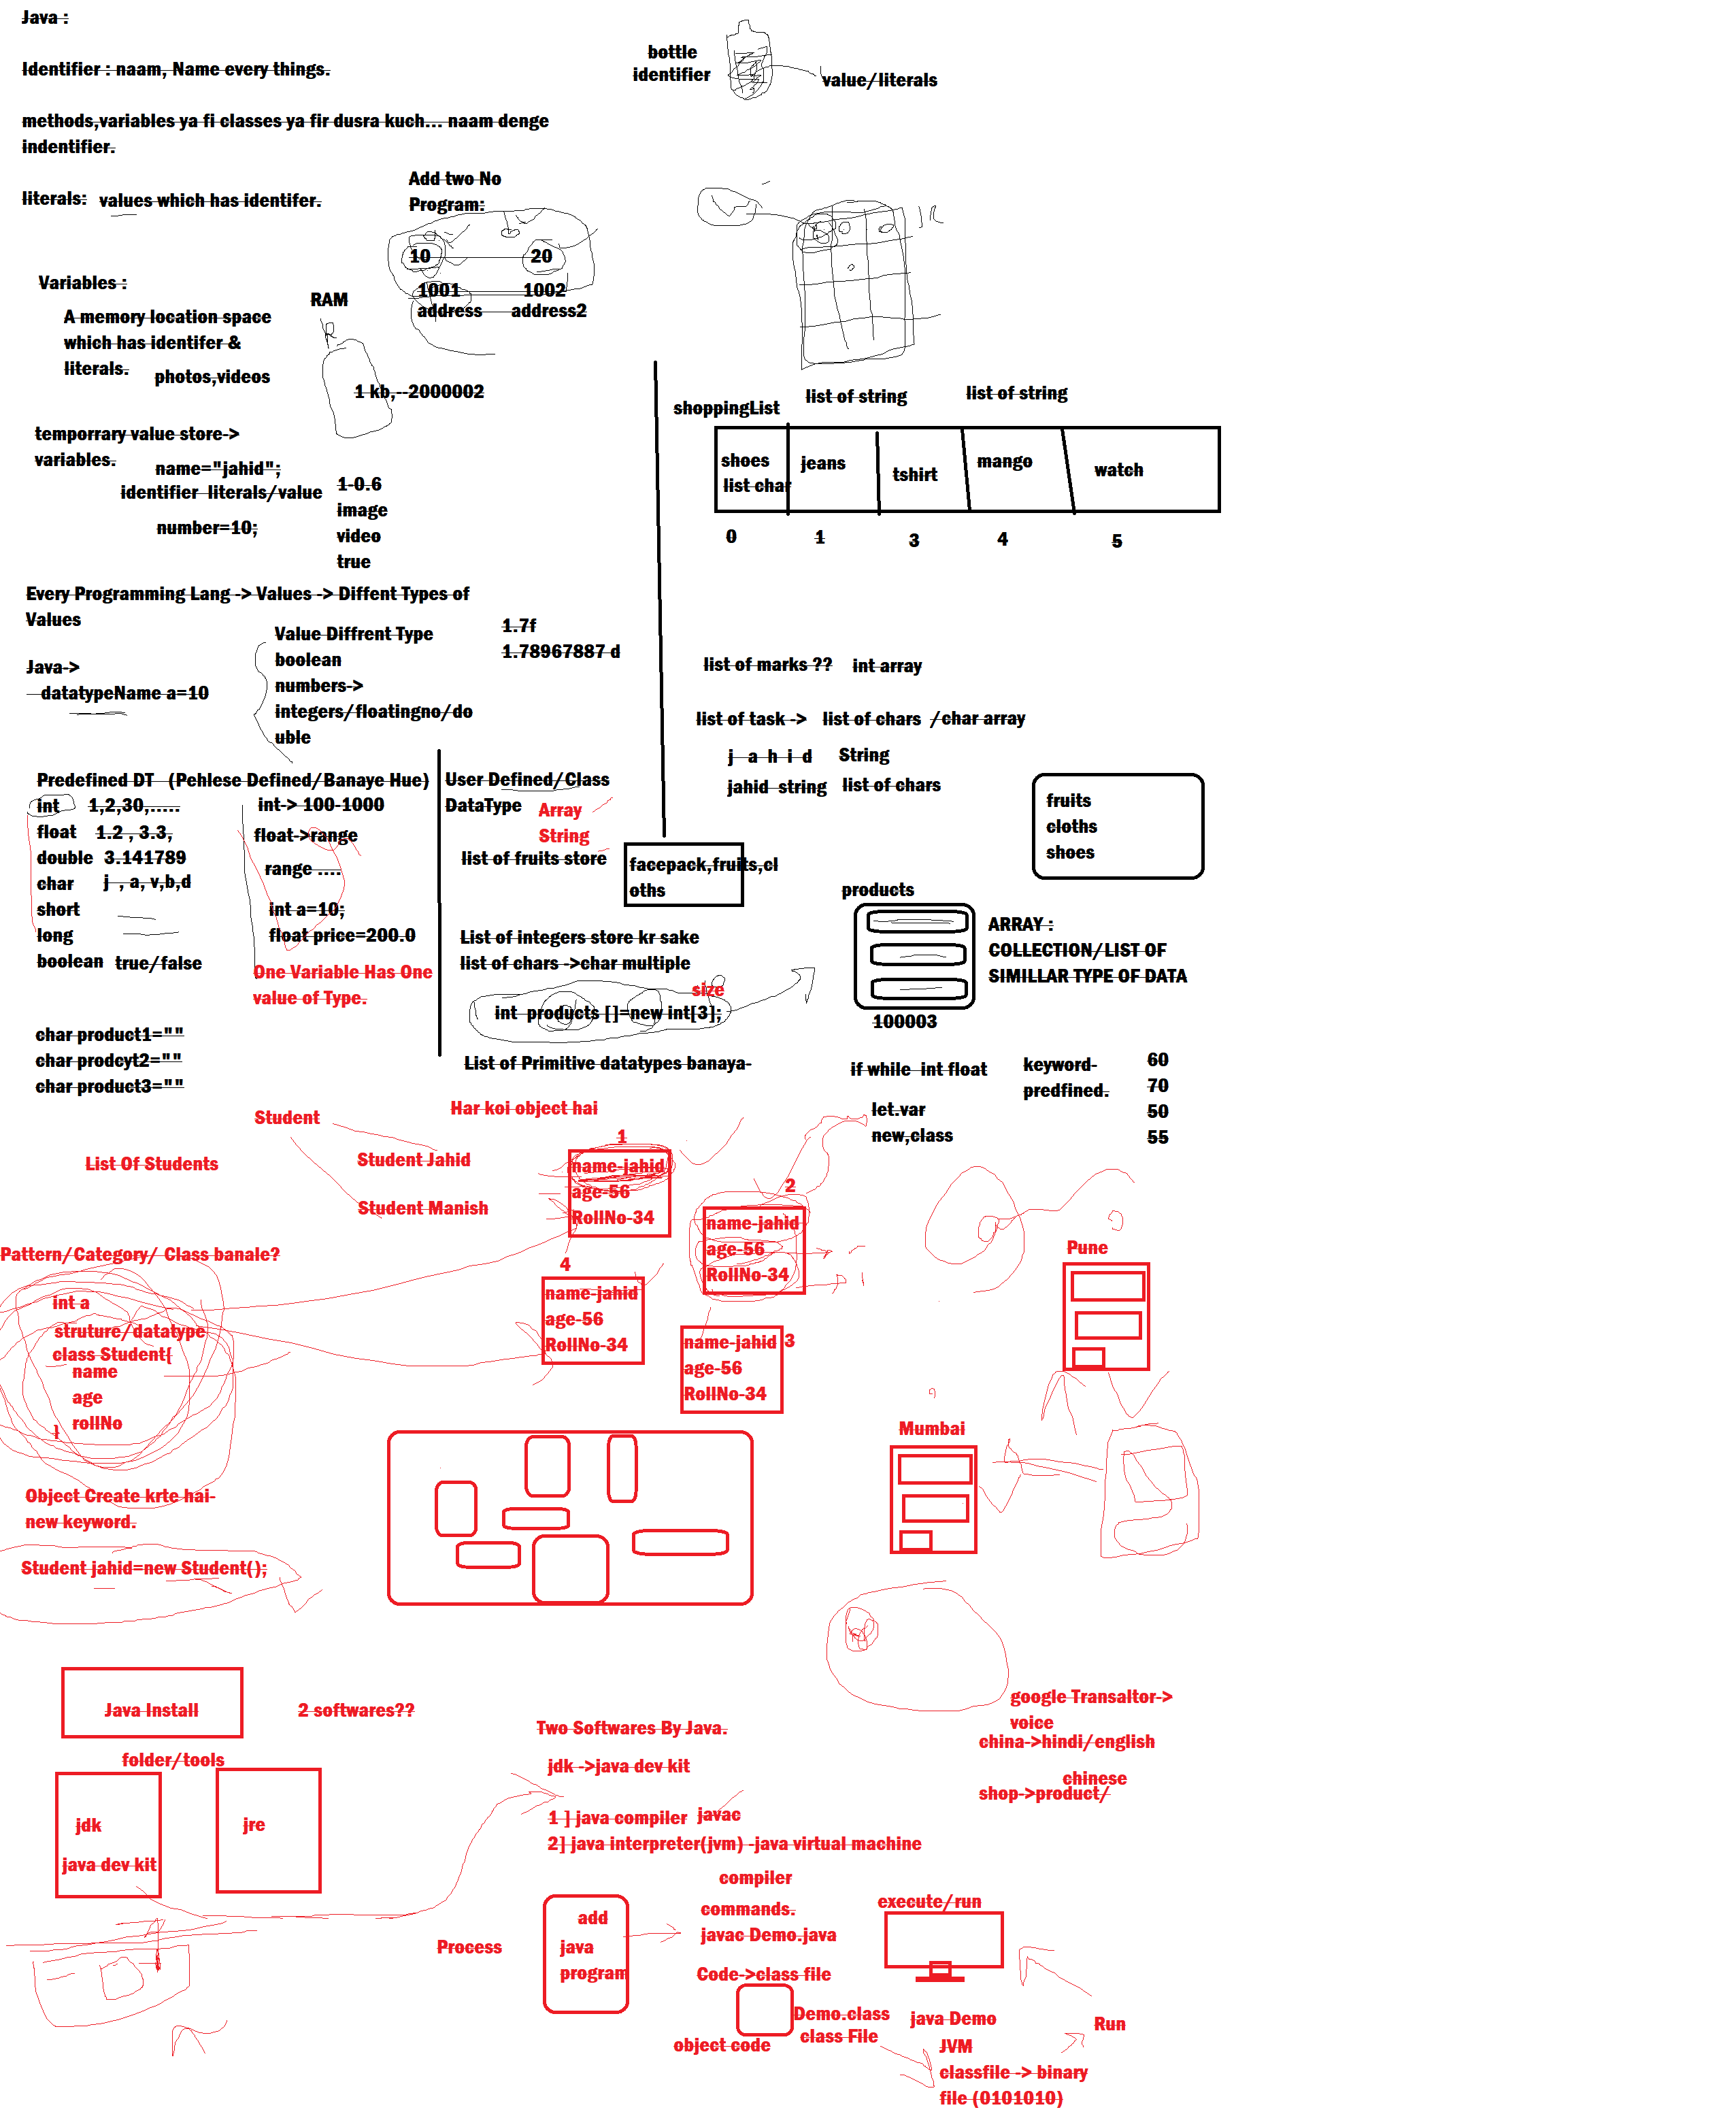 Java :
Identifier : naam, Name every things.
methods,variables ya fi classes ya fir dusra kuch... naam denge
indentifier.
literals:
values which has identifer.
bottle
identifier
value/literals
Add two No
Program:
10
20
1001
1002
address
address2
Variables :
A memory location space
which has identifer &
literals.
photos,videos
RAM
1 kb,--2000002
temporrary value store->
variables.
name="jahid";
identifier literals/value
number=10;
1-0.6
image
video
true
shoppingList
list of string
list of string
shoes
list char
jeans
tshirt
mango
watch
0
1
3
4
5
Every Programming Lang -> Values -> Diffent Types of
Values
Java->
datatypeName a=10
Value Diffrent Type
boolean
numbers->
integers/floatingno/do
uble
1.7f
1.78967887 d
list of marks ??
int array
list of task ->
list of chars
/char array
j a h i d
String
jahid string
list of chars
Predefined DT (Pehlese Defined/Banaye Hue)
int
1,2,30,.....
float
1.2 , 3.3,
double
3.141789
char
j , a, v,b,d
short
long
boolean
true/false
int-> 100-1000
float->range
range ....
int a=10;
float price=200.0
One Variable Has One
value of Type.
char product1=""
char prodcyt2=""
char product3=""
User Defined/Class
DataType
Array
String
list of fruits store
facepack,fruits,cl
oths
List of integers store kr sake
list of chars ->char multiple
size
int products []=new int[3];
List of Primitive datatypes banaya-
fruits
cloths
shoes
products
100003
ARRAY :
COLLECTION/LIST OF
SIMILLAR TYPE OF DATA
if while int float
let.var
new,class
keyword-
predfined.
60
70
50
55
Student
Har koi object hai
List Of Students
Student Jahid
Student Manish
1
name-jahid
age-56
RollNo-34
2
name-jahid
age-56
RollNo-34
4
name-jahid
age-56
RollNo-34
name-jahid
3
age-56
RollNo-34
Pattern/Category/ Class banale?
int a
struture/datatype
class Student{
name
age
rollNo
}
Pune
Mumbai
Object Create krte hai-
new keyword.
Student jahid=new Student();
Java Install
2 softwares??
folder/tools
jdk
java dev kit
jre
Two Softwares By Java.
jdk ->java dev kit
1 ] java compiler
javac
2] java interpreter(jvm) -java virtual machine
google Transaltor->
voice
china->hindi/english
chinese
shop->product/
compiler
commands.
javac Demo.java
Process
add
java
program
Code->class file
Demo.class
class File
object code
execute/run
java Demo
JVM
classfile -> binary
file (0101010)
Run